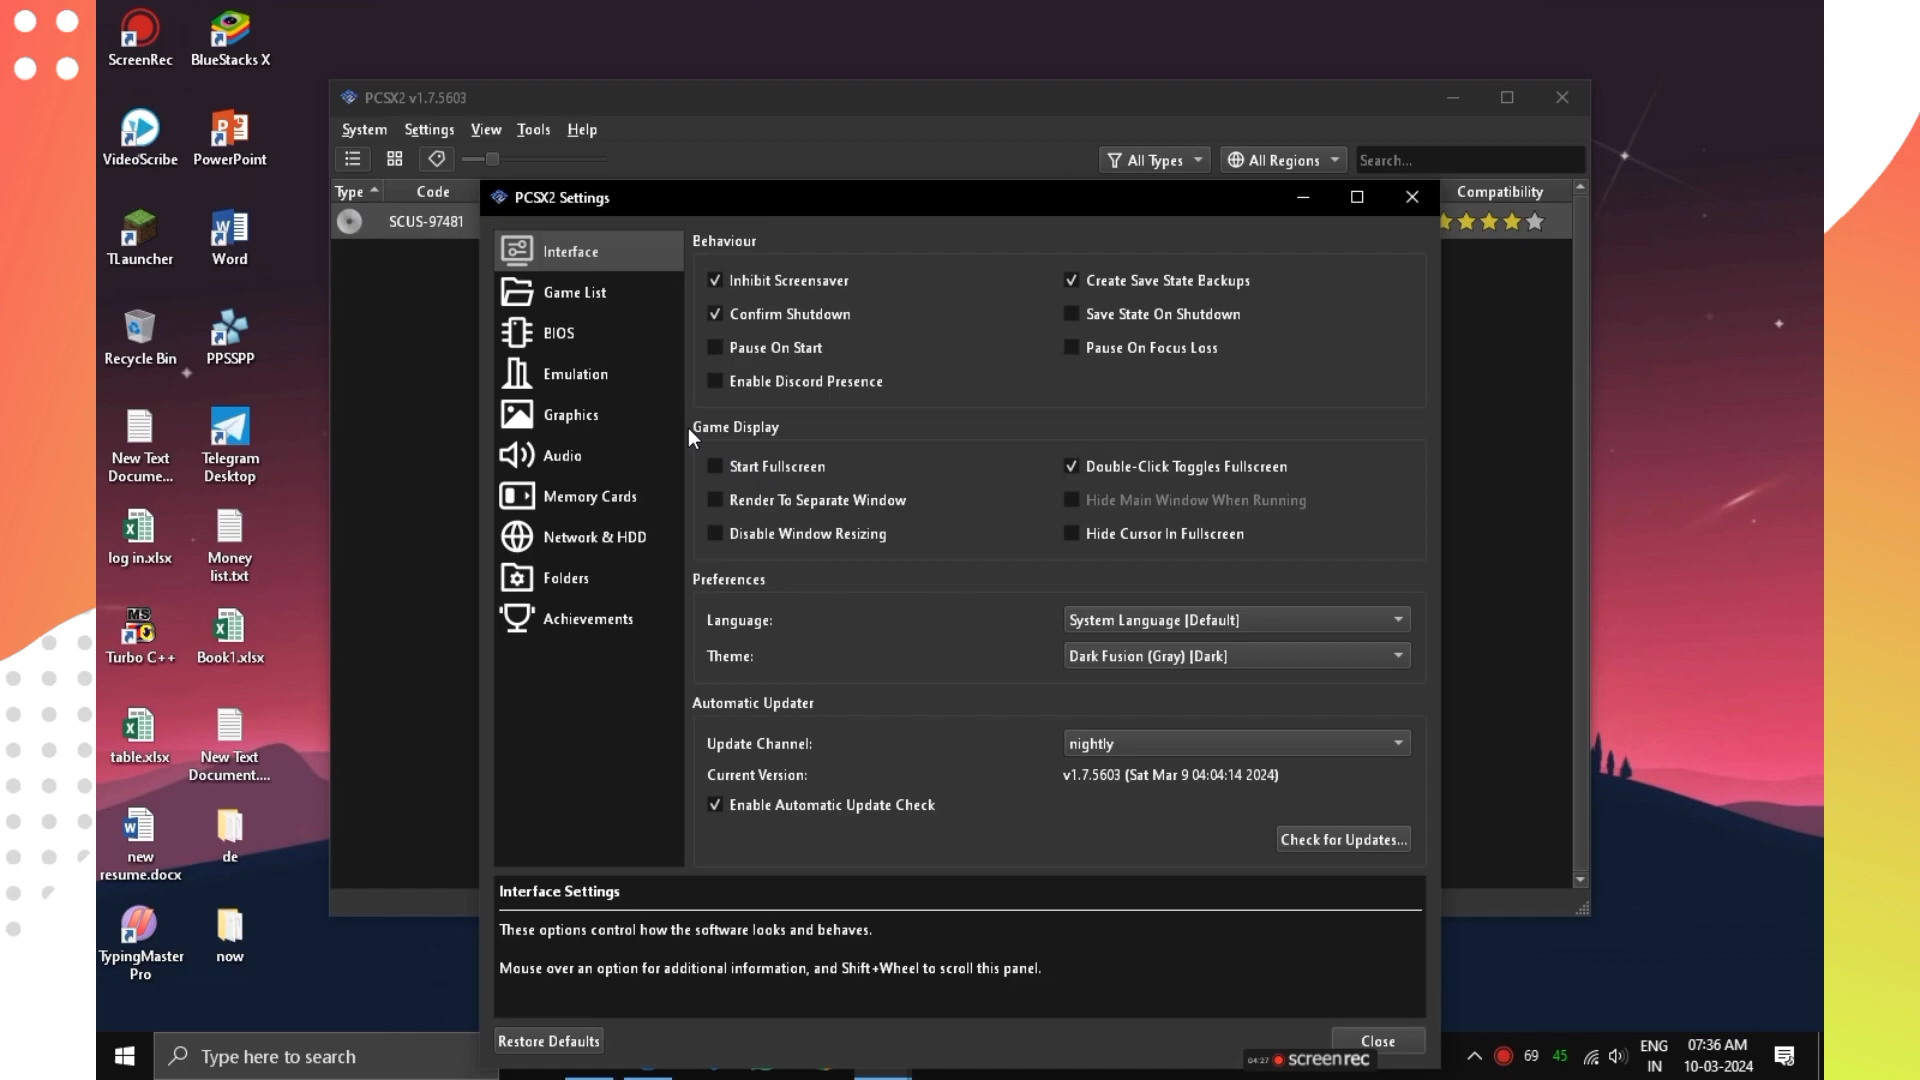 ScreenRec
BlueStacks X
VideoScribe
PowerPoint
TLauncher
Word
Recycle Bin
PPSSPP
New Text
Docume...
Telegram
Desktop
log in.xlsx
Money
list.txt
MS
Turbo C++
Book1.xlsx
table.xlsx
New Text
Document....
new
resume.docx
de
TypingMaster
Pro
now
PCSX2 v1.7.5603
System
Settings
View
Tools
Help
All Types
All Regions
Search...
Type
Code
Compatibility
SCUS-97481
PCSX2 Settings
Interface
Game List
BIOS
Emulation
Graphics
Audio
Memory Cards
Network & HDD
Folders
Achievements
Behaviour
Inhibit Screensaver
Create Save State Backups
Confirm Shutdown
Save State On Shutdown
Pause On Start
Pause On Focus Loss
Enable Discord Presence
Game Display
Start Fullscreen
Double-Click Toggles Fullscreen
Render To Separate Window
Hide Main Window When Running
Disable Window Resizing
Hide Cursor In Fullscreen
Preferences
Language:
System Language [Default]
Theme:
Dark Fusion (Gray) [Dark]
Automatic Updater
Update Channel:
nightly
Current Version:
v1.7.5603 (Sat Mar 9 04:04:14 2024)
Enable Automatic Update Check
Check for Updates...
Interface Settings
These options control how the software looks and behaves.
Mouse over an option for additional information, and Shift+Wheel to scroll this panel.
Restore Defaults
Close
04:27 screenrec
Type here to search
69
45
ENG
IN
07:36 AM
10-03-2024